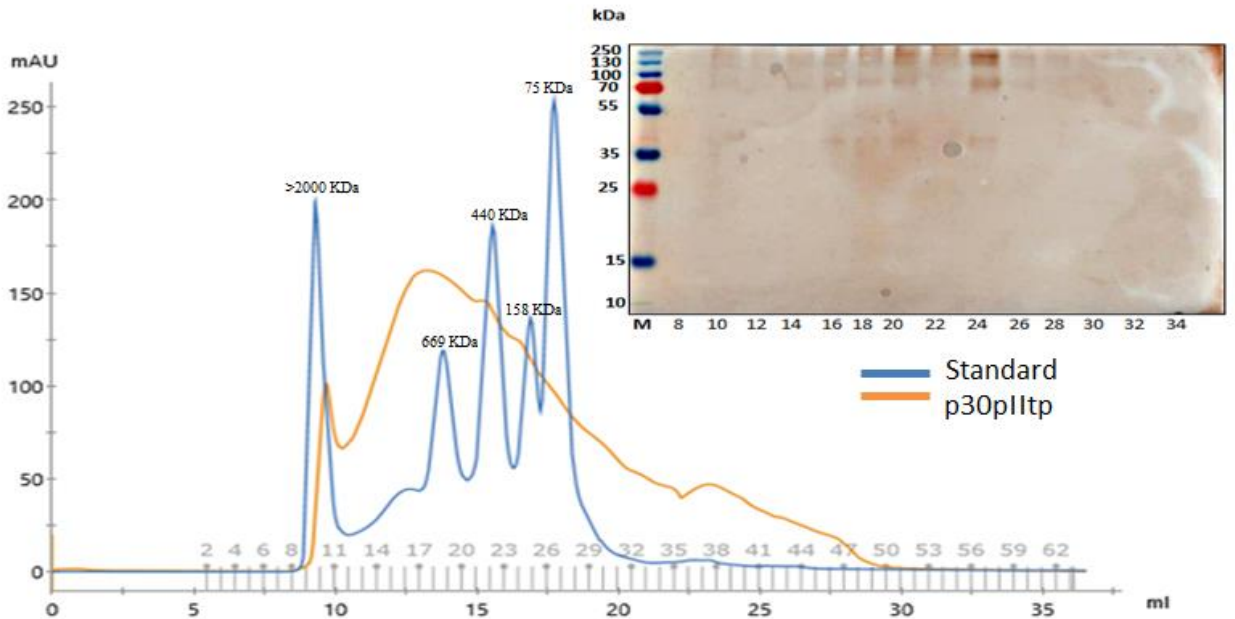 kDa
mAU
250
200
150
100
50
0
>2000 KDa
669 KDa
440 KDa
158 KDa
75 KDa
250
130
100
70
55
35
25
15
10
M 8 10 12 14 16 18 20 22 24 26 28 30 32 34
Standard
p30pIItp
2 4 6 8 11 14 17 20 23 26 29 32 35 38 41 44 47 50 53 56 59 62
0 5 10 15 20 25 30 35 ml